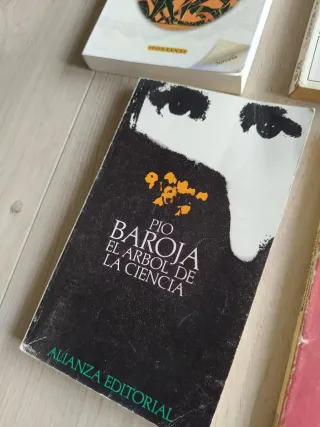 PIO
BAROJA
EL ARBOL DE
LA CIENCIA
ALIANZA EDITORIAL